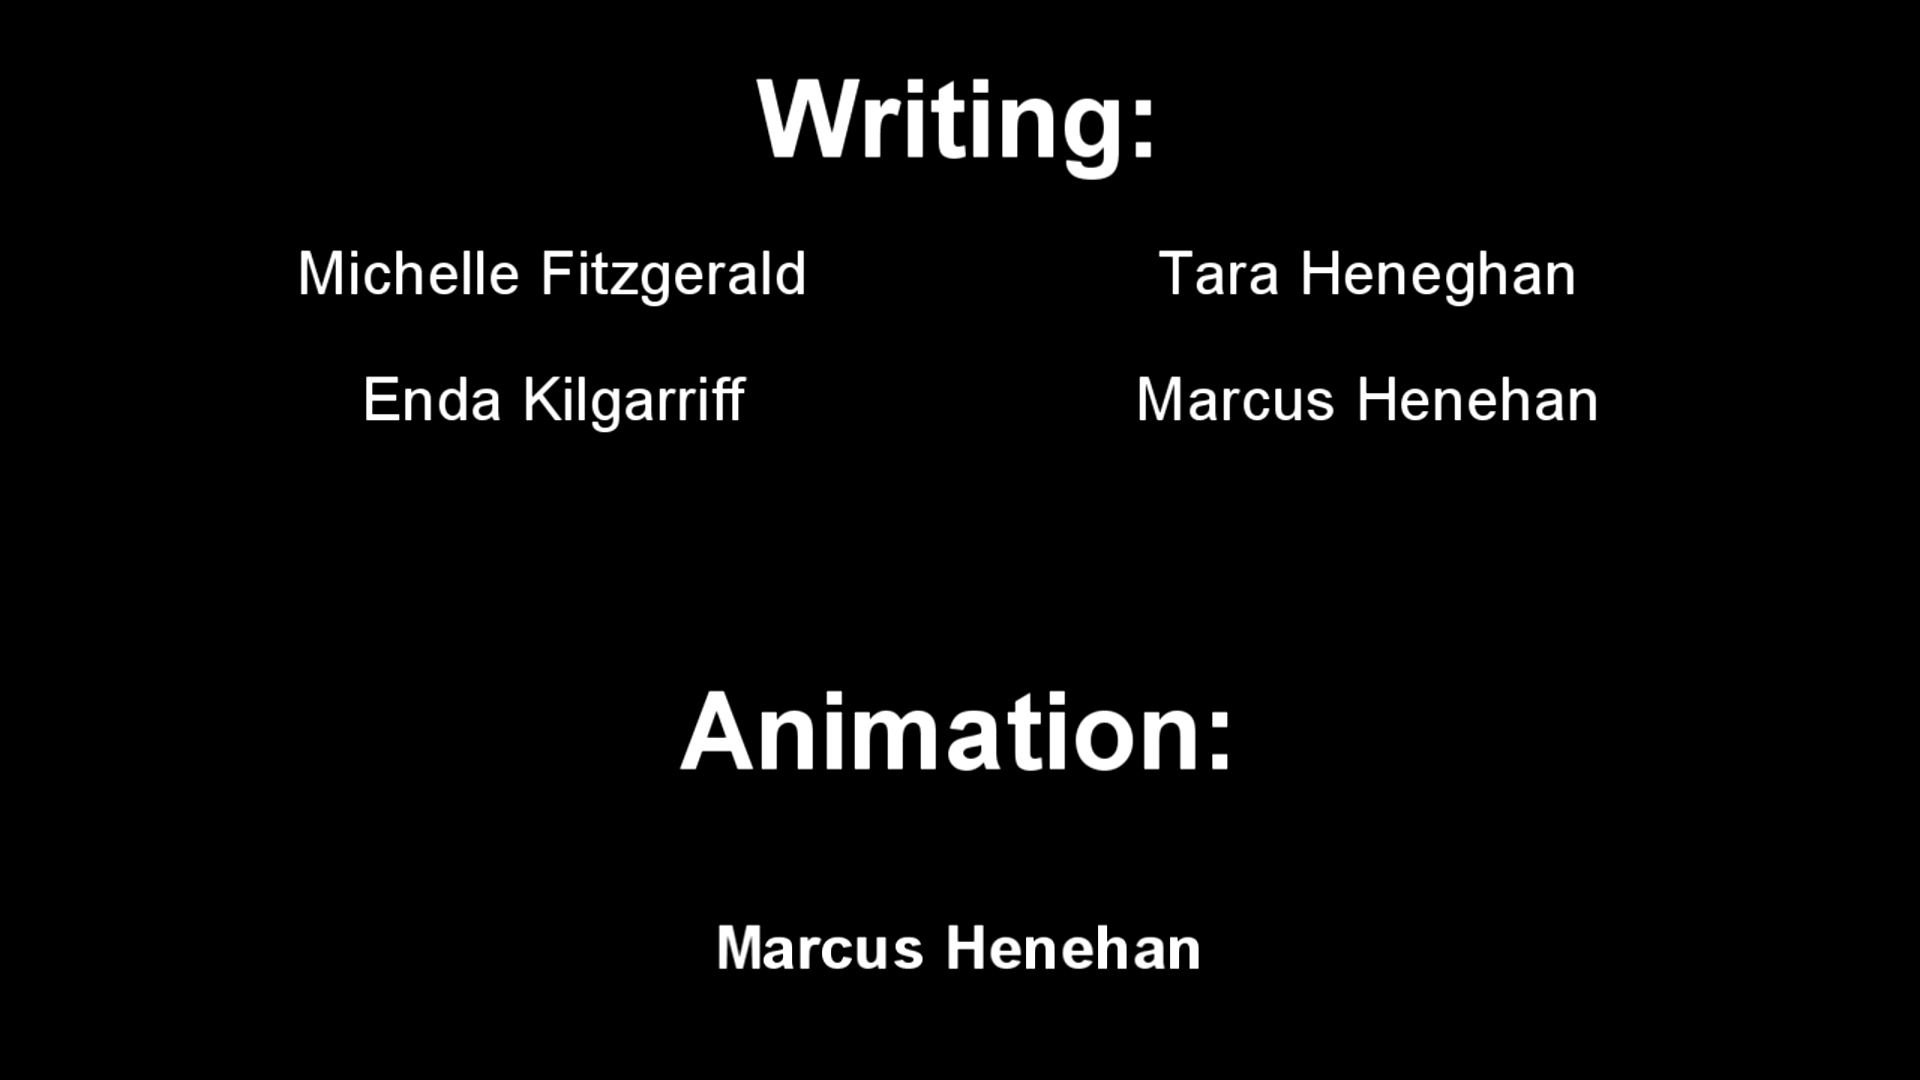 Writing:
Michelle Fitzgerald Tara Heneghan
Enda Kilgarriff Marcus Henehan
Animation:
Marcus Henehan